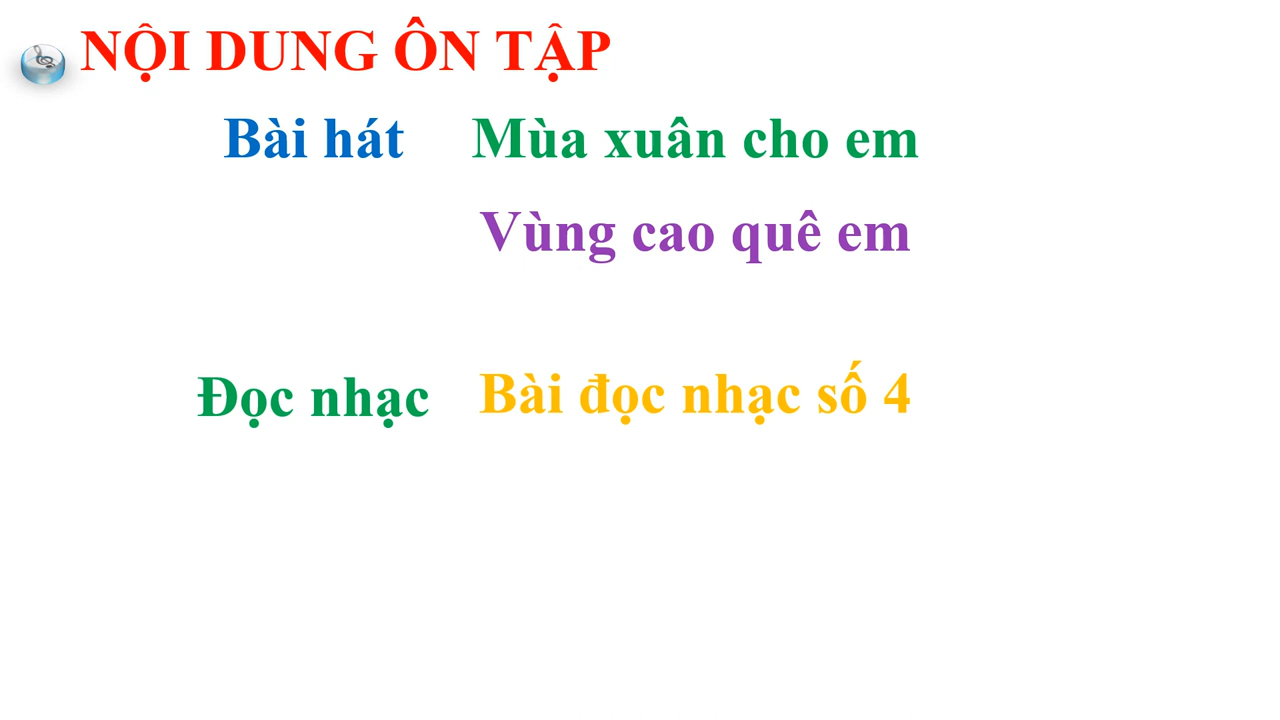 NỘI DUNG ÔN TẬP
Bài hát Mùa xuân cho em
Vùng cao quê em
Đọc nhạc Bài đọc nhạc số 4